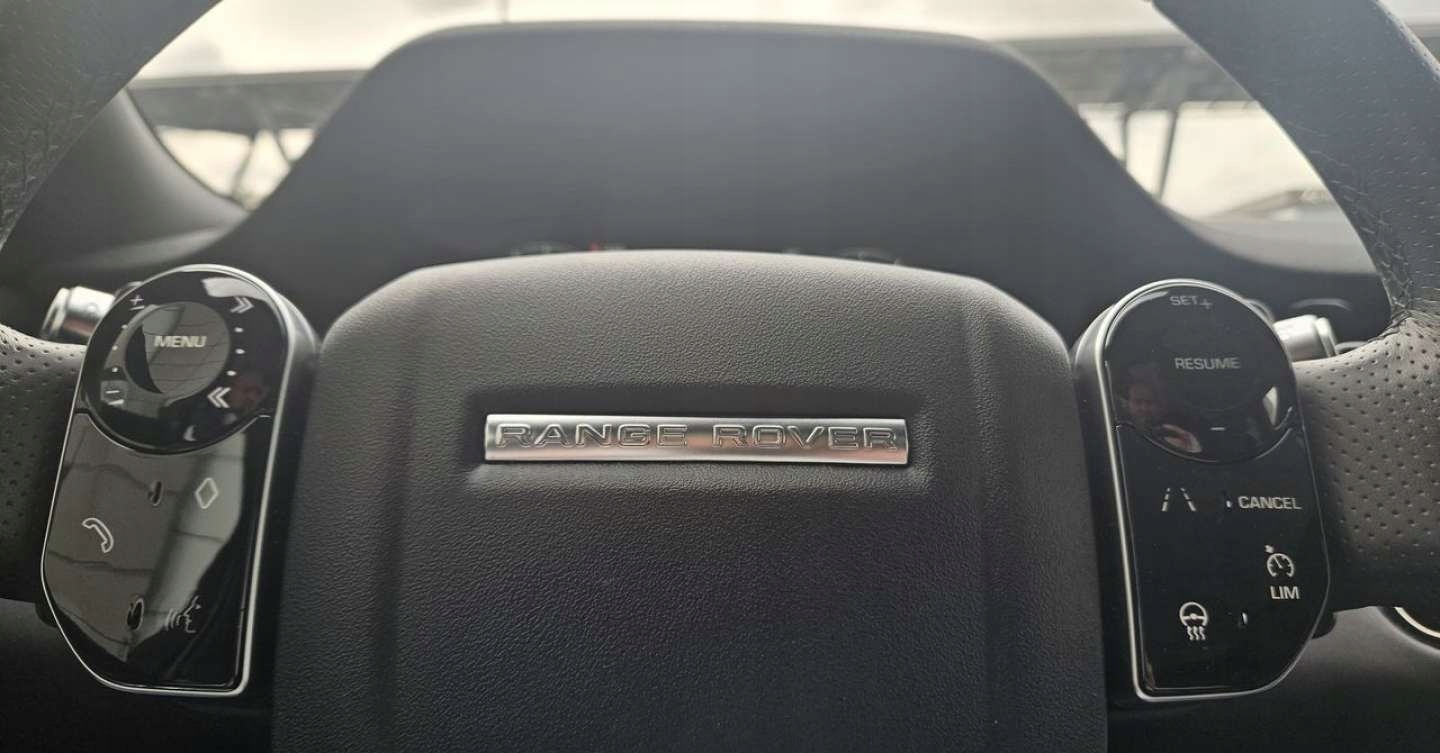 +
MENU
-
RANGE ROVER
SET+
RESUME
-
CANCEL
LIM